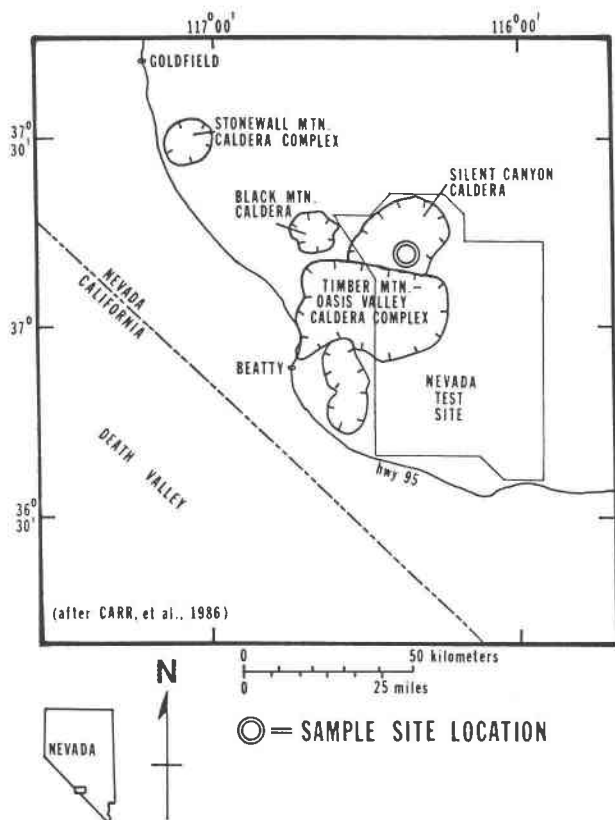 117°00'
116°00'
GOLDFIELD
37°
30'
STONEWALL MTN.
CALDERA COMPLEX
SILENT CANYON
CALDERA
BLACK MTN.
CALDERA
NEVADA
CALIFORNIA
TIMBER MTN.–
OASIS VALLEY
CALDERA COMPLEX
37°
BEATTY
NEVADA
TEST
SITE
DEATH VALLEY
hwy 95
36°
30'
(after CARR, et al., 1986)
0 50 kilometers
0 25 miles
N
= SAMPLE SITE LOCATION
NEVADA